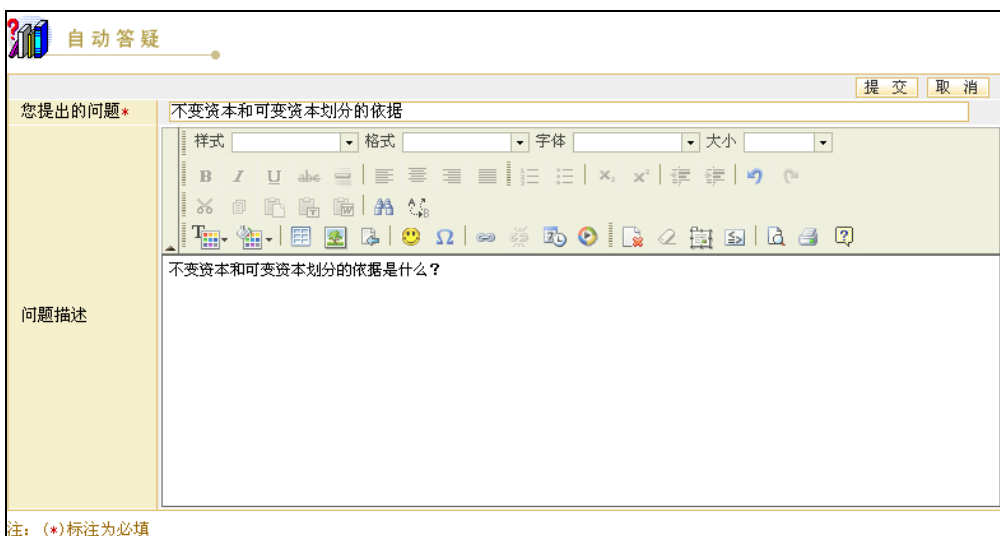 自动答疑
提 交 取 消
您提出的问题* 不变资本和可变资本划分的依据
样式 格式 字体 大小
B I U abc
不变资本和可变资本划分的依据是什么？
问题描述
注：(*)标注为必填